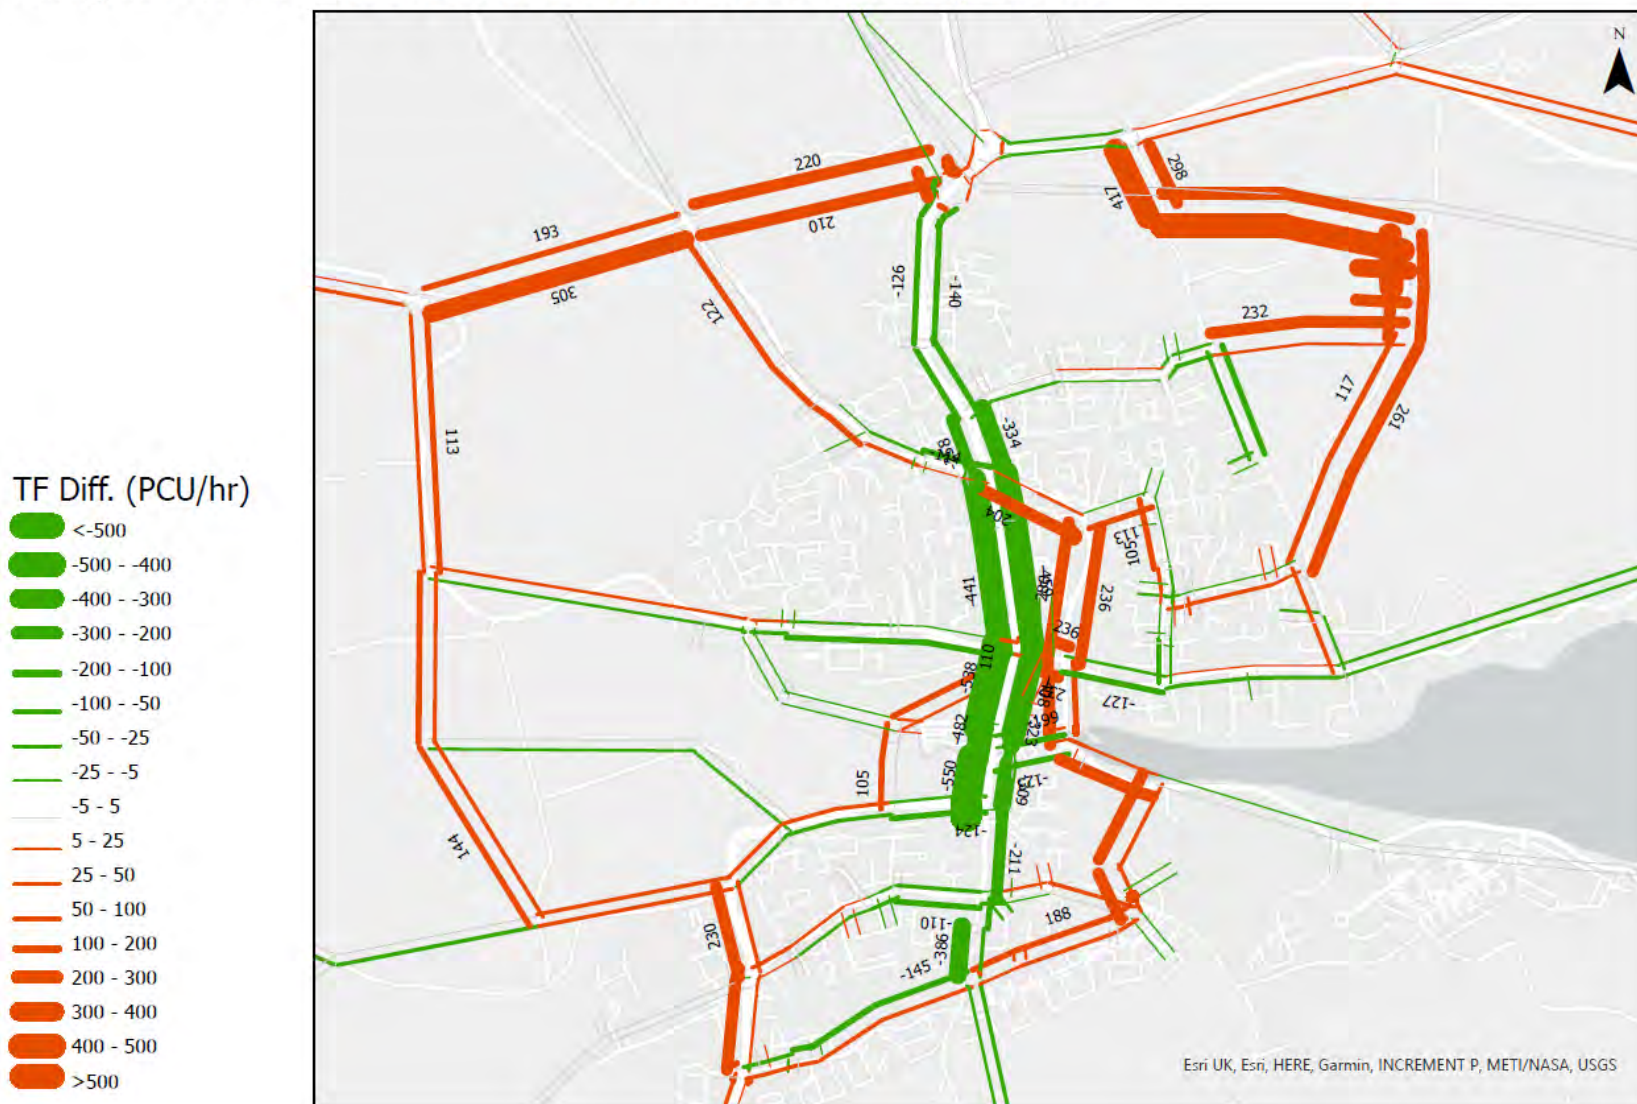 N
TF Diff. (PCU/hr)
<-500
-500 - -400
-400 - -300
-300 - -200
-200 - -100
-100 - -50
-50 - -25
-25 - -5
-5 - 5
5 - 25
25 - 50
50 - 100
100 - 200
200 - 300
300 - 400
400 - 500
>500
220
298
417
193
210
305
-126
-140
122
232
117
261
113
-334
204
-441
236
236
110
-538
-127
-482
-323
-550
105
-124
-211
144
188
-110
230
-386
-145
Esri UK, Esri, HERE, Garmin, INCREMENT P, METI/NASA, USGS